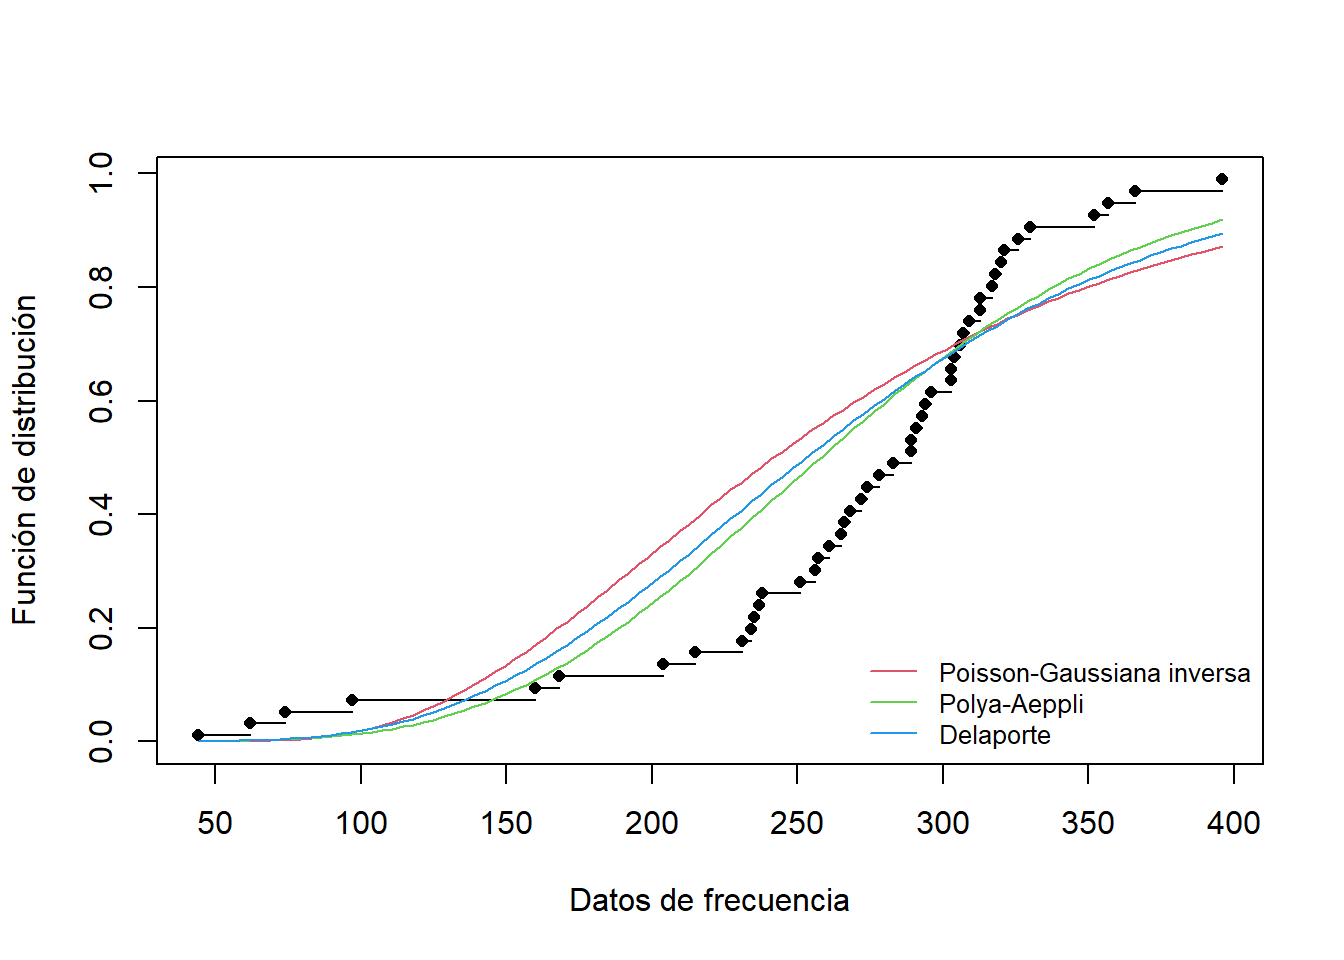 Función de distribución
1.0
0.8
0.6
0.4
0.2
0.0
Poisson-Gaussiana inversa
Polya-Aeppli
Delaporte
50 100 150 200 250 300 350 400
Datos de frecuencia